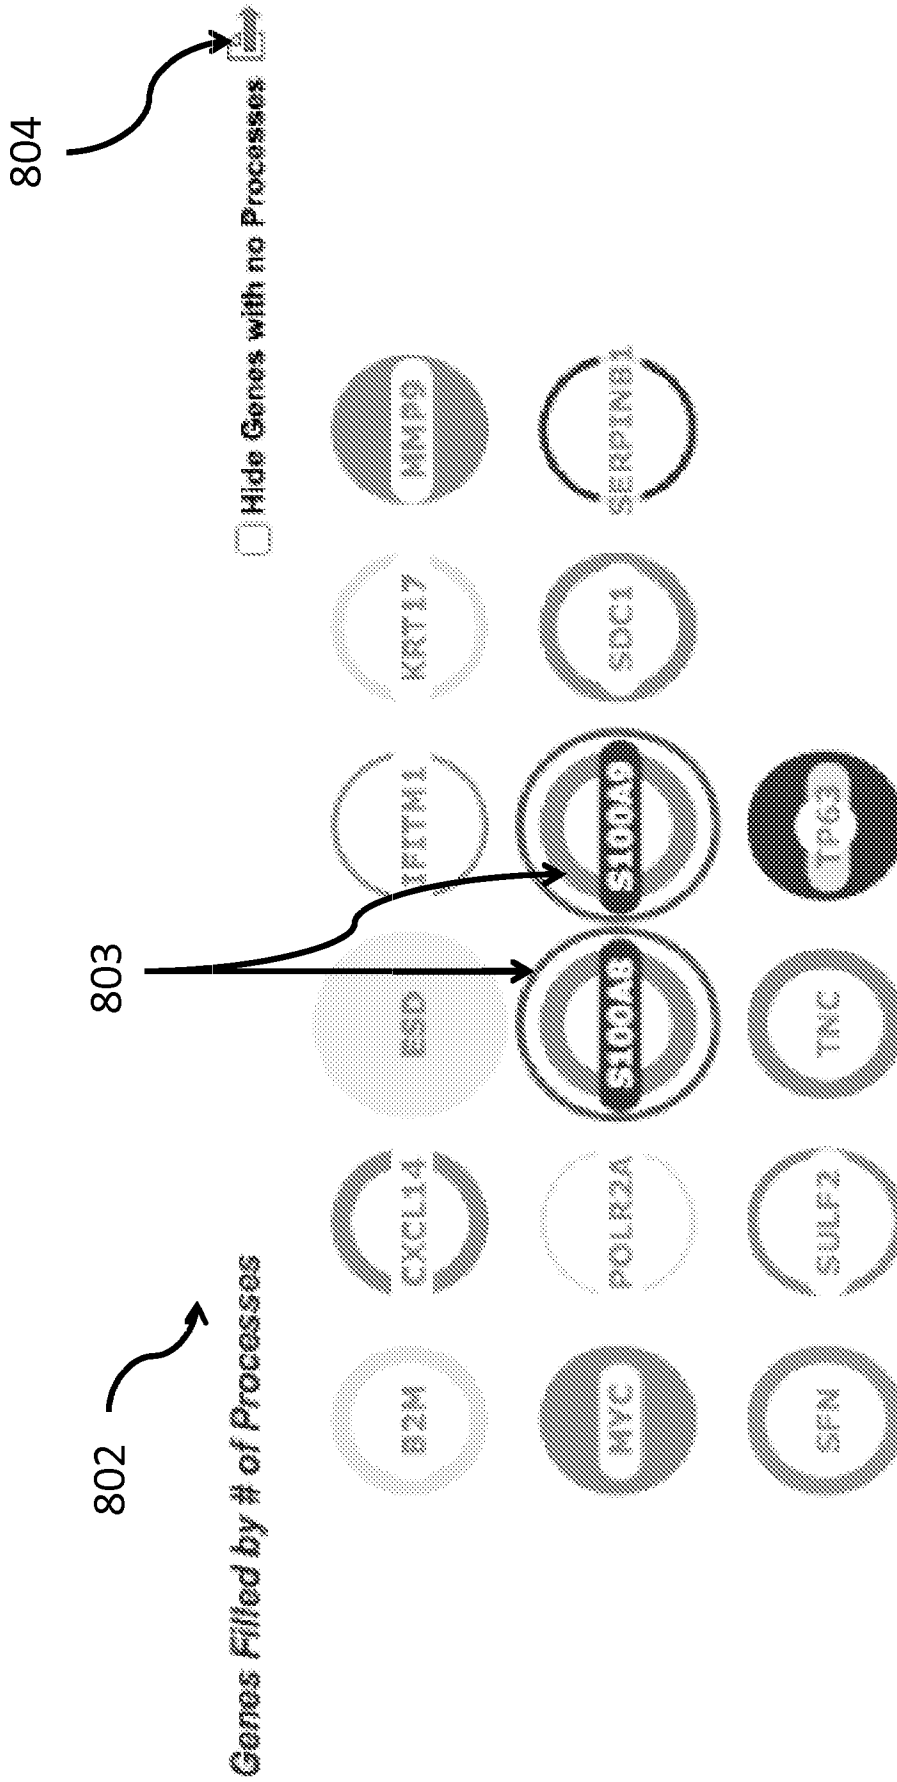 804
803
802
Genes Filled by # of Processes
Hide Genes with no Processes
B2M
CXCL14
ESD
IFITM1
KRT17
MMP9
MYC
POLR2A
S100A8
S100A9
SDC1
SERPINB1
SFN
SULF2
TNC
TP63